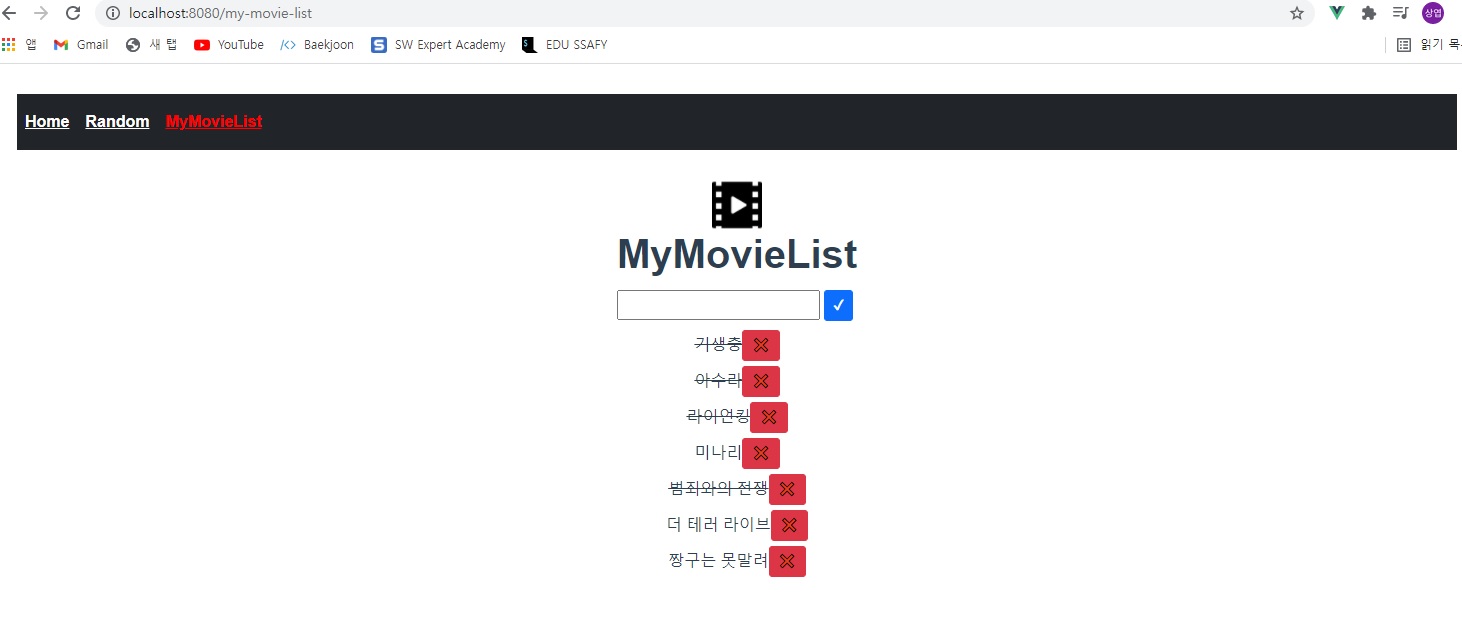 localhost:8080/my-movie-list
상엽
앱 Gmail 새 탭 YouTube Baekjoon SW Expert Academy EDU SSAFY 읽기 목
Home Random MyMovieList
MyMovieList
기생충
아수라
라이언킹
미나리
범죄와의 전쟁
더 테러 라이브
짱구는 못말려